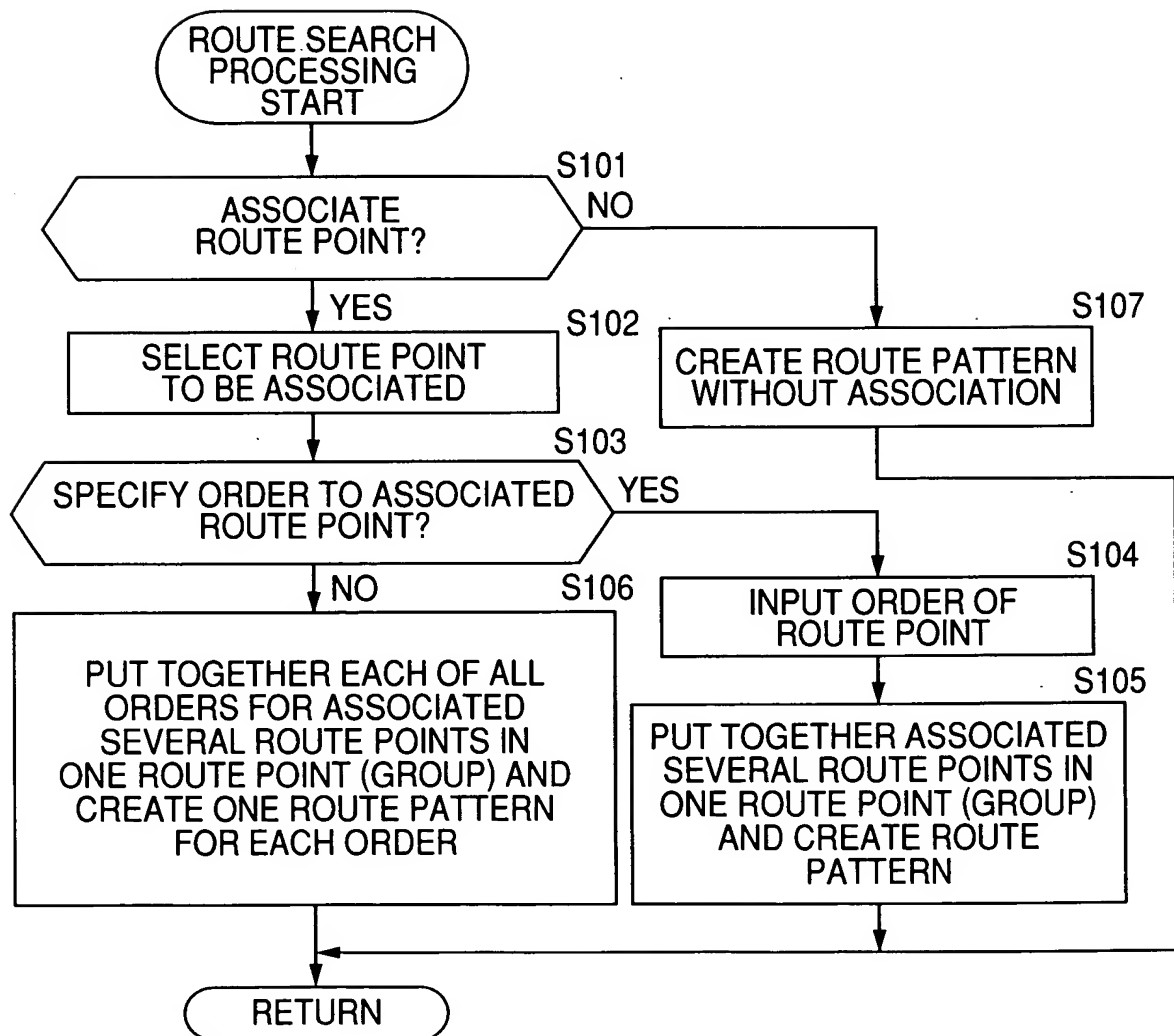 ROUTE SEARCH
PROCESSING
START
S101
ASSOCIATE
ROUTE POINT?
NO
YES
S102
SELECT ROUTE POINT
TO BE ASSOCIATED
S107
CREATE ROUTE PATTERN
WITHOUT ASSOCIATION
S103
SPECIFY ORDER TO ASSOCIATED
ROUTE POINT?
YES
NO
S104
INPUT ORDER OF
ROUTE POINT
S106
PUT TOGETHER EACH OF ALL
ORDERS FOR ASSOCIATED
SEVERAL ROUTE POINTS IN
ONE ROUTE POINT (GROUP) AND
CREATE ONE ROUTE PATTERN
FOR EACH ORDER
S105
PUT TOGETHER ASSOCIATED
SEVERAL ROUTE POINTS IN
ONE ROUTE POINT (GROUP)
AND CREATE ROUTE
PATTERN
RETURN